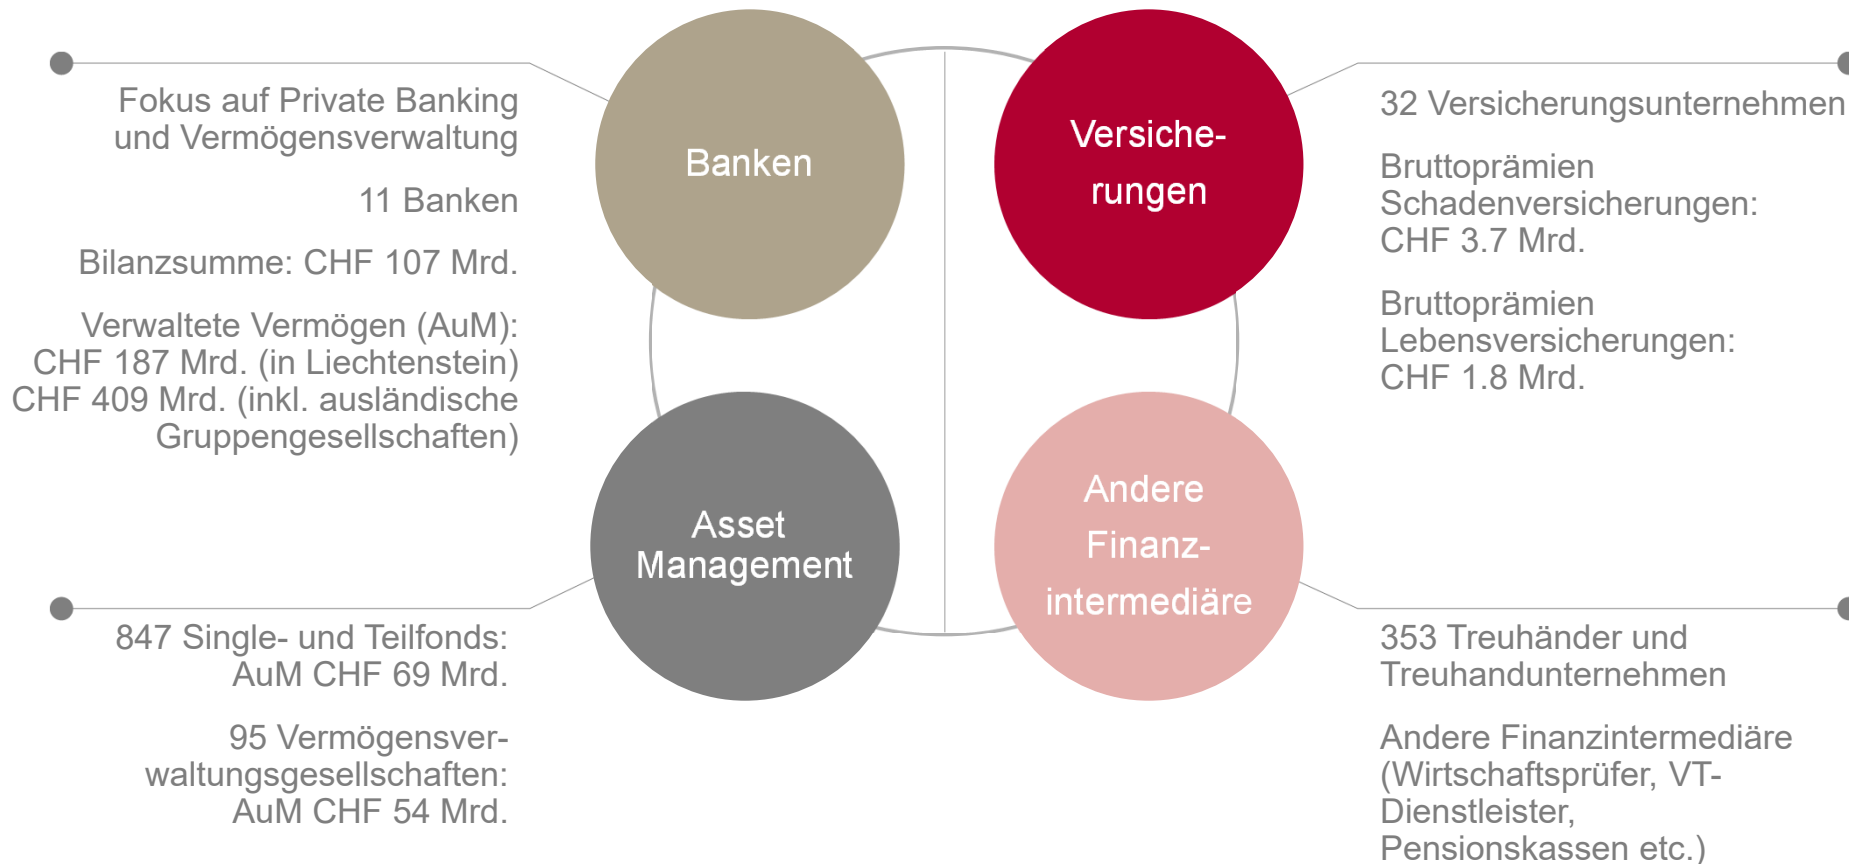 Fokus auf Private Banking
und Vermögensverwaltung
11 Banken
Bilanzsumme: CHF 107 Mrd.
Verwaltete Vermögen (AuM):
CHF 187 Mrd. (in Liechtenstein)
CHF 409 Mrd. (inkl. ausländische
Gruppengesellschaften)
Banken
Versiche-
rungen
32 Versicherungsunternehmen
Bruttoprämien
Schadenversicherungen:
CHF 3.7 Mrd.
Bruttoprämien
Lebensversicherungen:
CHF 1.8 Mrd.
Asset
Management
847 Single- und Teilfonds:
AuM CHF 69 Mrd.
95 Vermögensver-
waltungsgesellschaften:
AuM CHF 54 Mrd.
Andere
Finanz-
intermediäre
353 Treuhänder und
Treuhandunternehmen
Andere Finanzintermediäre
(Wirtschaftsprüfer, VT-
Dienstleister,
Pensionskassen etc.)